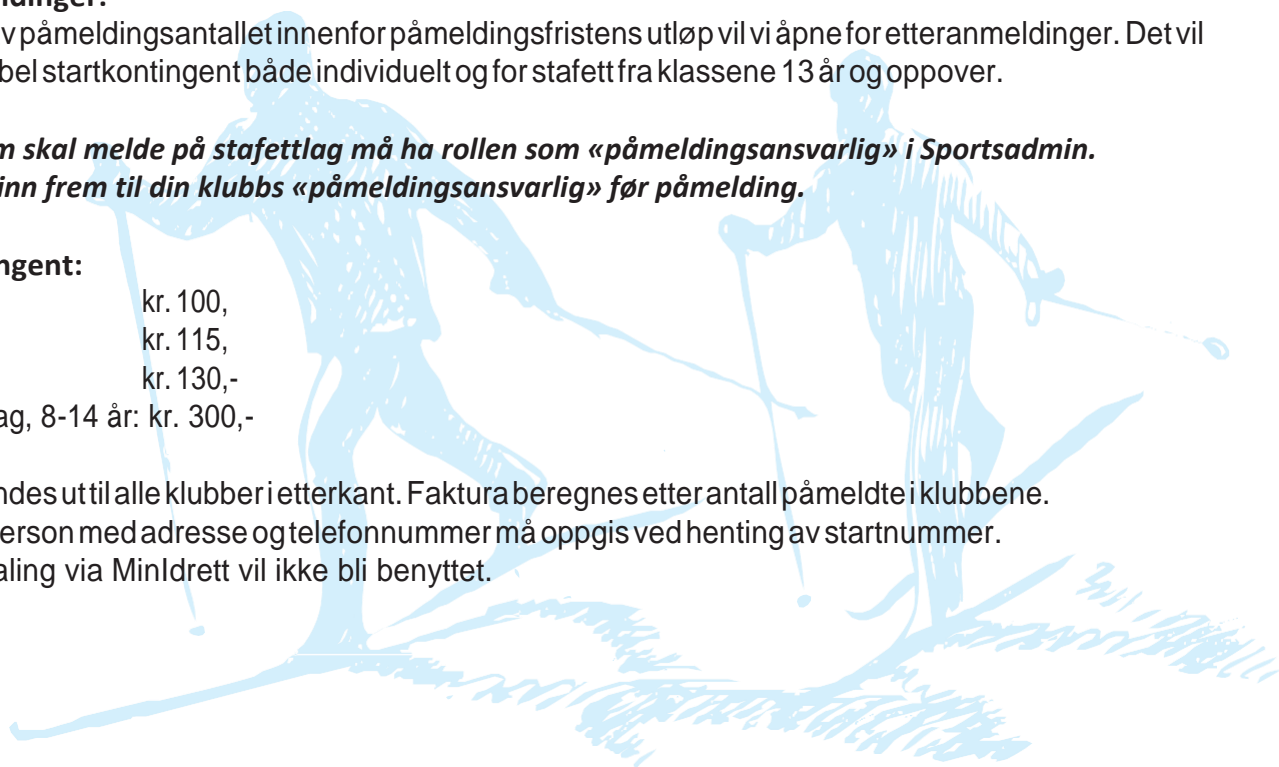 dinger:
v påmeldingsantallet innenfor påmeldingsfristens utløp vil vi åpne for etteranmeldinger. Det vil
bel startkontingent både individuelt og for stafett fra klassene 13 år og oppover.
m skal melde på stafettlag må ha rollen som «påmeldingsansvarlig» i Sportsadmin.
inn frem til din klubbs «påmeldingsansvarlig» før påmelding.
ngent:
kr. 100,
kr. 115,
kr. 130,-
ag, 8-14 år: kr. 300,-
ndes ut til alle klubber i etterkant. Faktura beregnes etter antall påmeldte i klubbene.
erson med adresse og telefonnummer må oppgis ved henting av startnummer.
aling via MinIdrett vil ikke bli benyttet.